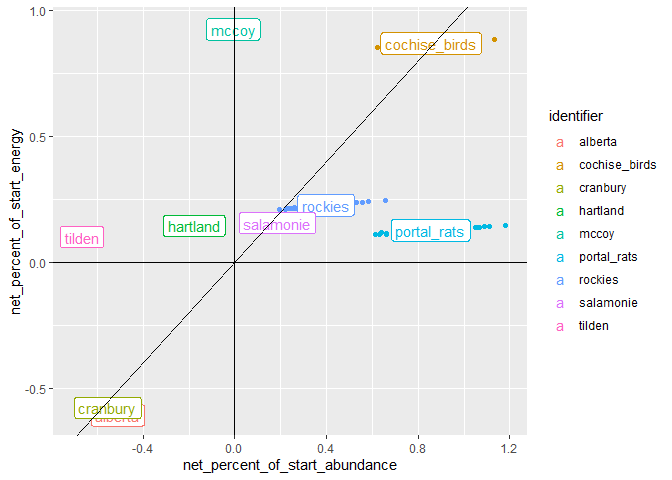 1.0
0.5
0.0
-0.5
net_percent_of_start_energy
mccoy
cochise_birds
rockies
salamonie
hartland
portal_rats
tilden
cranbury
alberta
-0.4
0.0
0.4
0.8
1.2
net_percent_of_start_abundance
identifier
a alberta
a cochise_birds
a cranbury
a hartland
a mccoy
a portal_rats
a rockies
a salamonie
a tilden